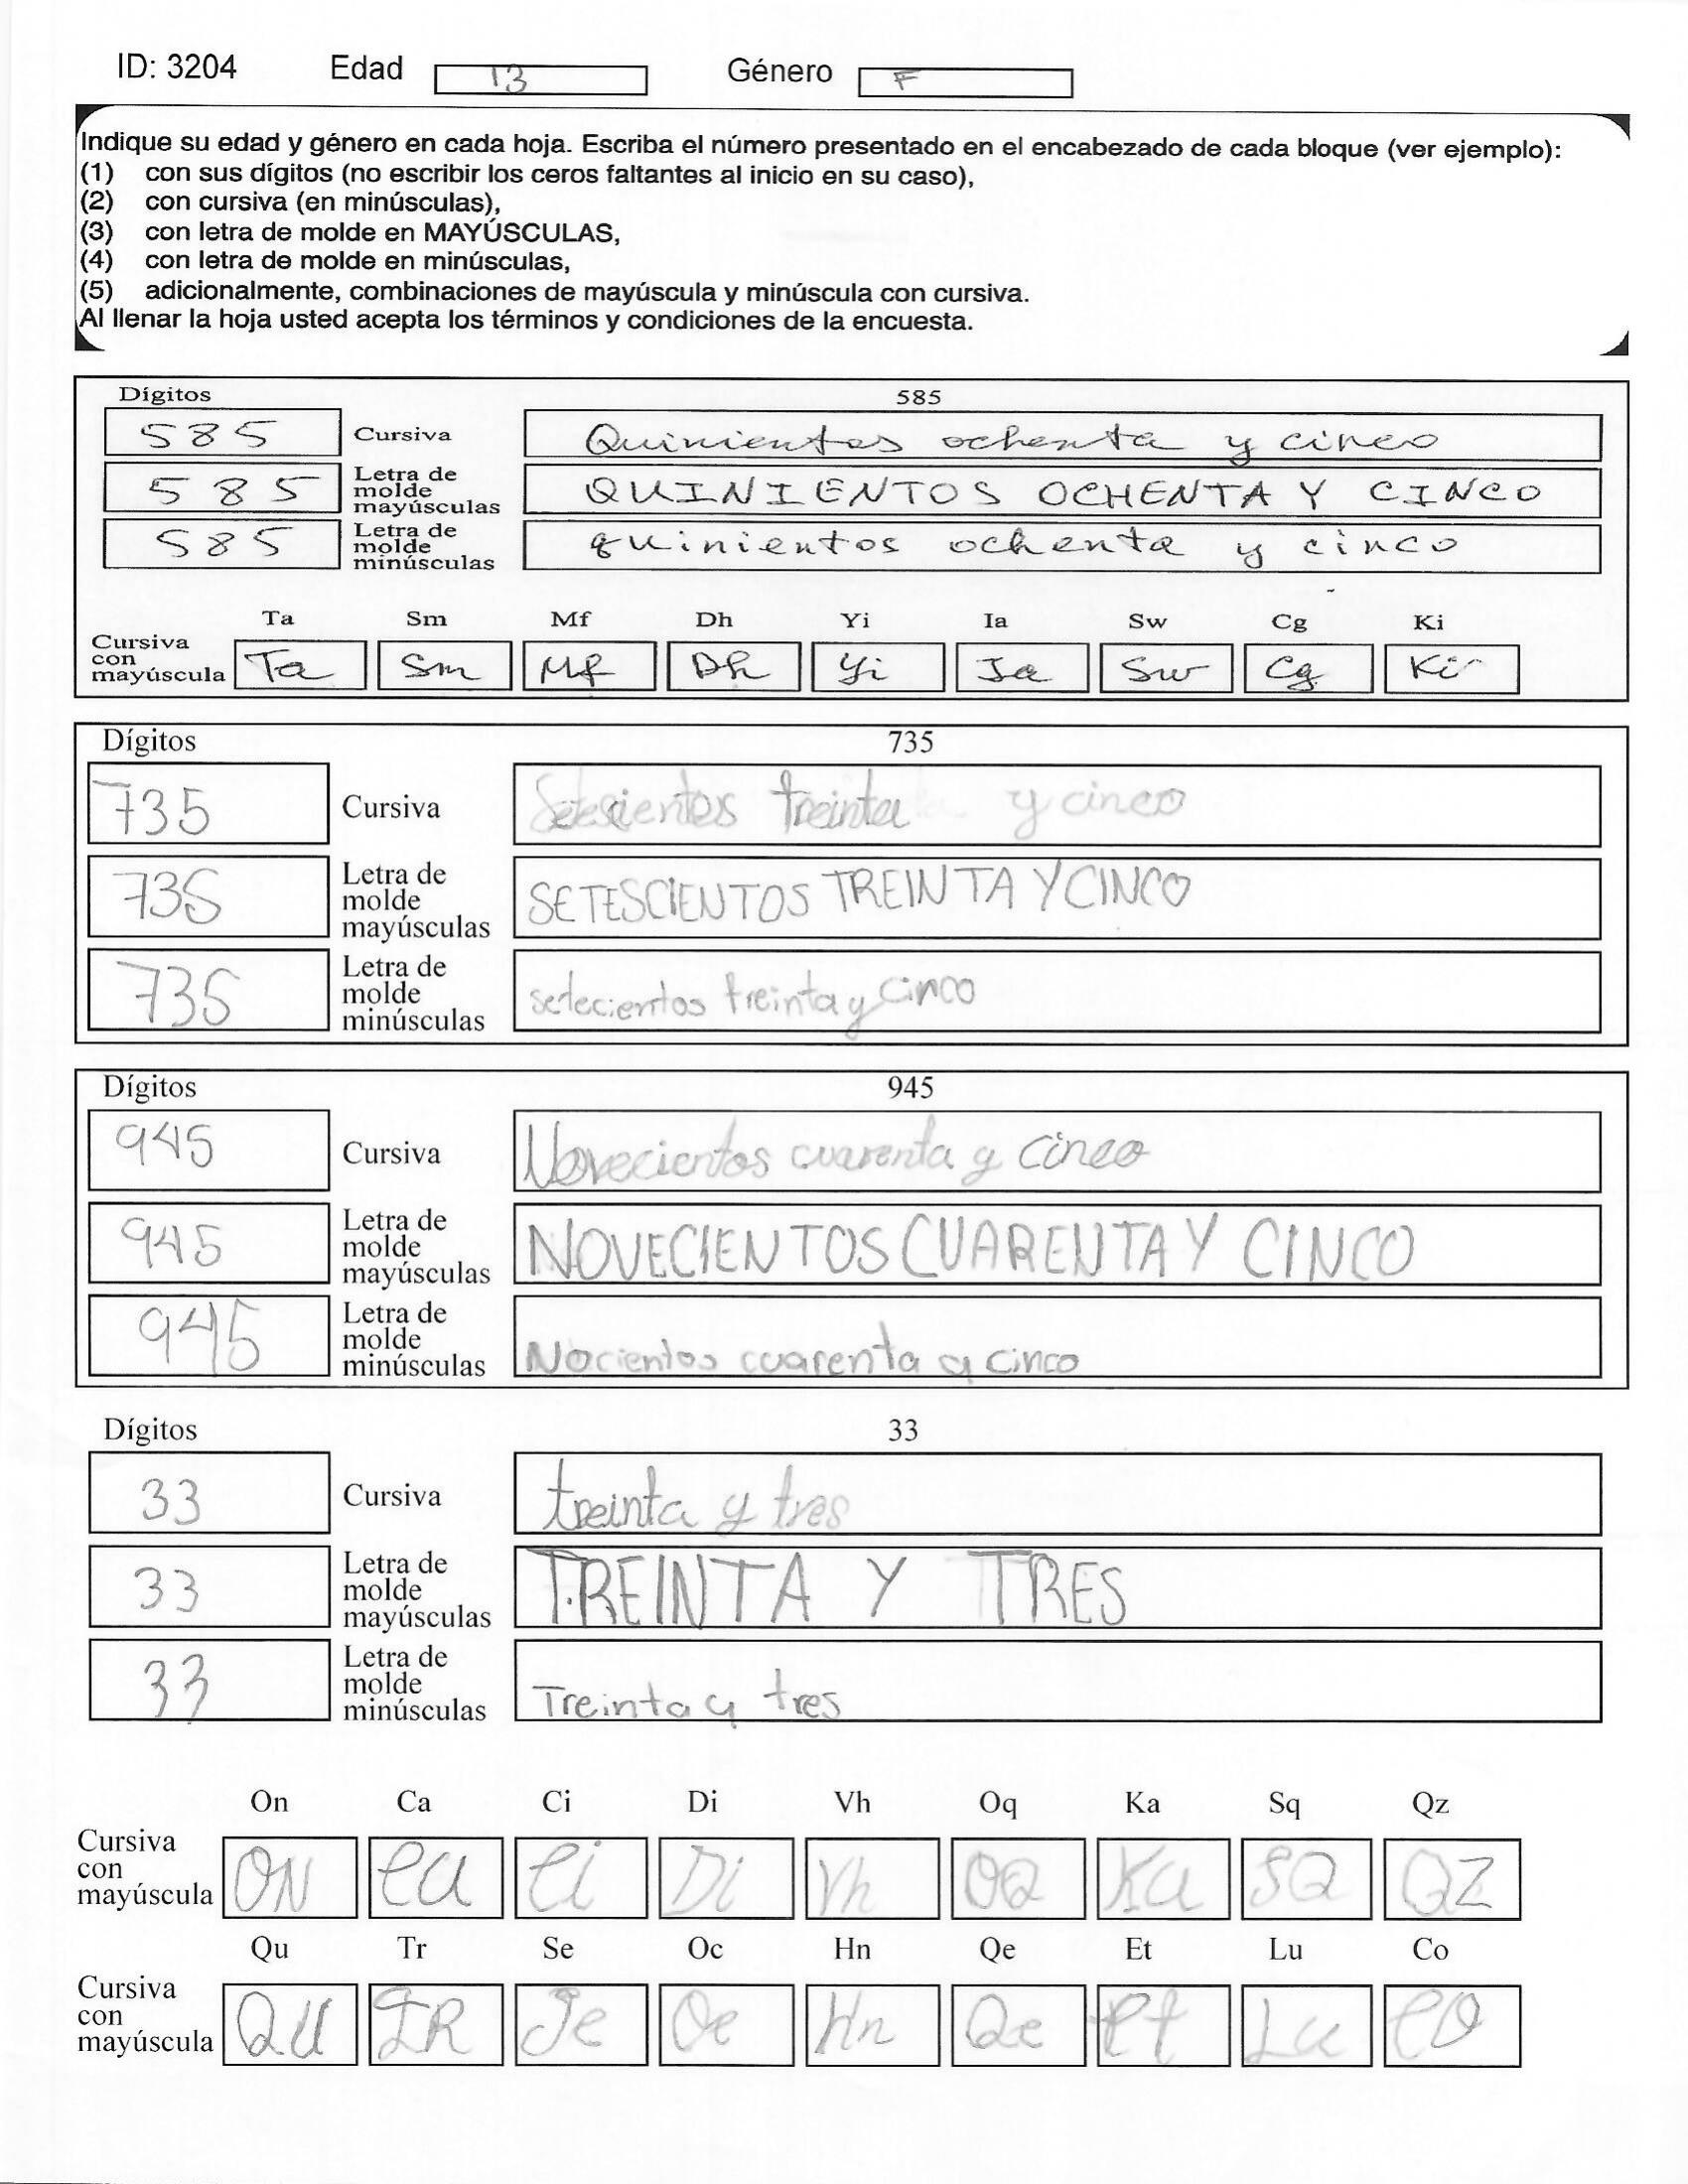 ID: 3204 Edad 13 Género F
Indique su edad y género en cada hoja. Escriba el número presentado en el encabezado de cada bloque (ver ejemplo):
(1) con sus dígitos (no escribir los ceros faltantes al inicio en su caso),
(2) con cursiva (en minúsculas),
(3) con letra de molde en MAYÚSCULAS,
(4) con letra de molde en minúsculas,
(5) adicionalmente, combinaciones de mayúscula y minúscula con cursiva.
Al llenar la hoja usted acepta los términos y condiciones de la encuesta.
Dígitos 585
585 Cursiva Quinientos ochenta y cinco
585 Letra de molde mayúsculas QUINIENTOS OCHENTA Y CINCO
585 Letra de molde minúsculas quinientos ochenta y cinco
Ta Sm Mf Dh Yi Ia Sw Cg Ki
Cursiva con mayúscula Ta Sm Mf Dh Yi Ia Sw Cg Ki
Dígitos 735
735 Cursiva treinta y cinco
735 Letra de molde mayúsculas SETESCIENTOS TREINTA Y CINCO
735 Letra de molde minúsculas setecientos treinta y cinco
Dígitos 945
945 Cursiva Novecientos cuarenta y cinco
945 Letra de molde mayúsculas NOVECIENTOS CUARENTA Y CINCO
945 Letra de molde minúsculas Nocientos cuarenta y cinco
Dígitos 33
33 Cursiva treinta y tres
33 Letra de molde mayúsculas TREINTA Y TRES
33 Letra de molde minúsculas Treinta y tres
On Ca Ci Di Vh Oq Ka Sq Qz
Cursiva con mayúscula ON Ca Ci Di Vh OQ Ka SQ QZ
Qu Tr Se Oc Hn Qe Et Lu Co
Cursiva con mayúscula QU TR Se Oc Hn Qe Et Lu CO